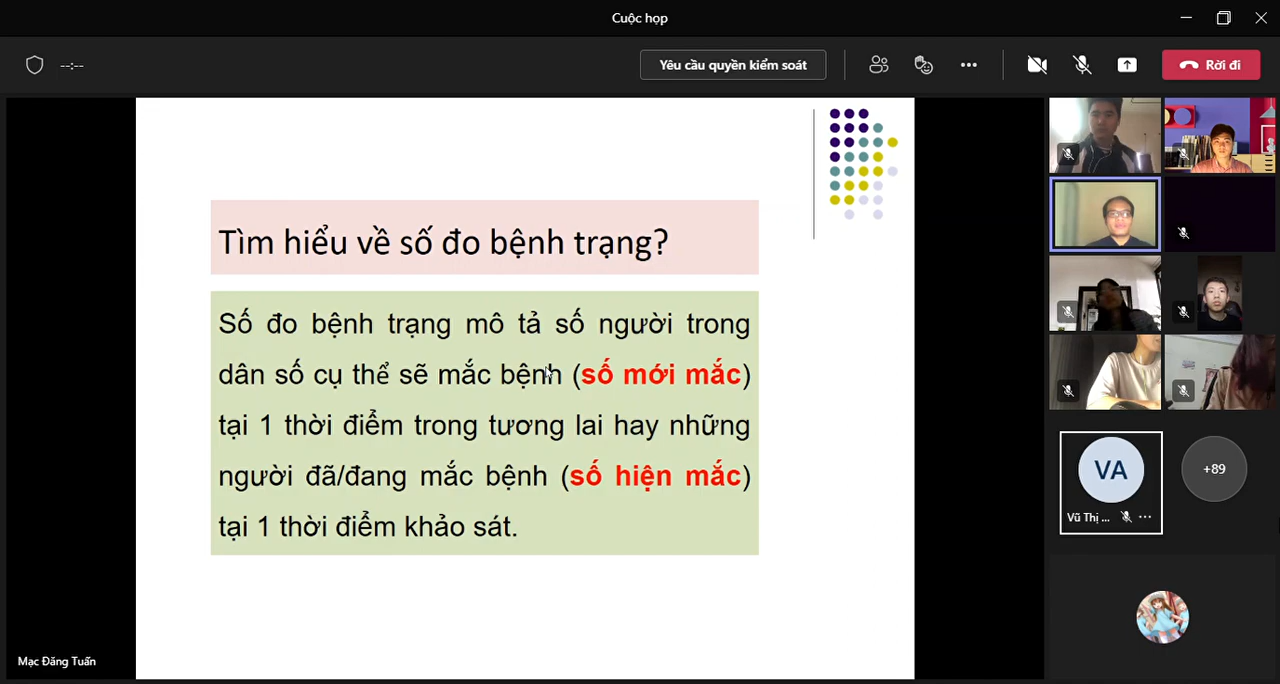 Cuộc họp
--:--
Yêu cầu quyền kiểm soát
Rời đi
Tìm hiểu về số đo bệnh trạng?
Số đo bệnh trạng mô tả số người trong
dân số cụ thể sẽ mắc bệnh (số mới mắc)
tại 1 thời điểm trong tương lai hay những
người đã/đang mắc bệnh (số hiện mắc)
tại 1 thời điểm khảo sát.
VA
+89
Vũ Thị ...
Mạc Đăng Tuấn